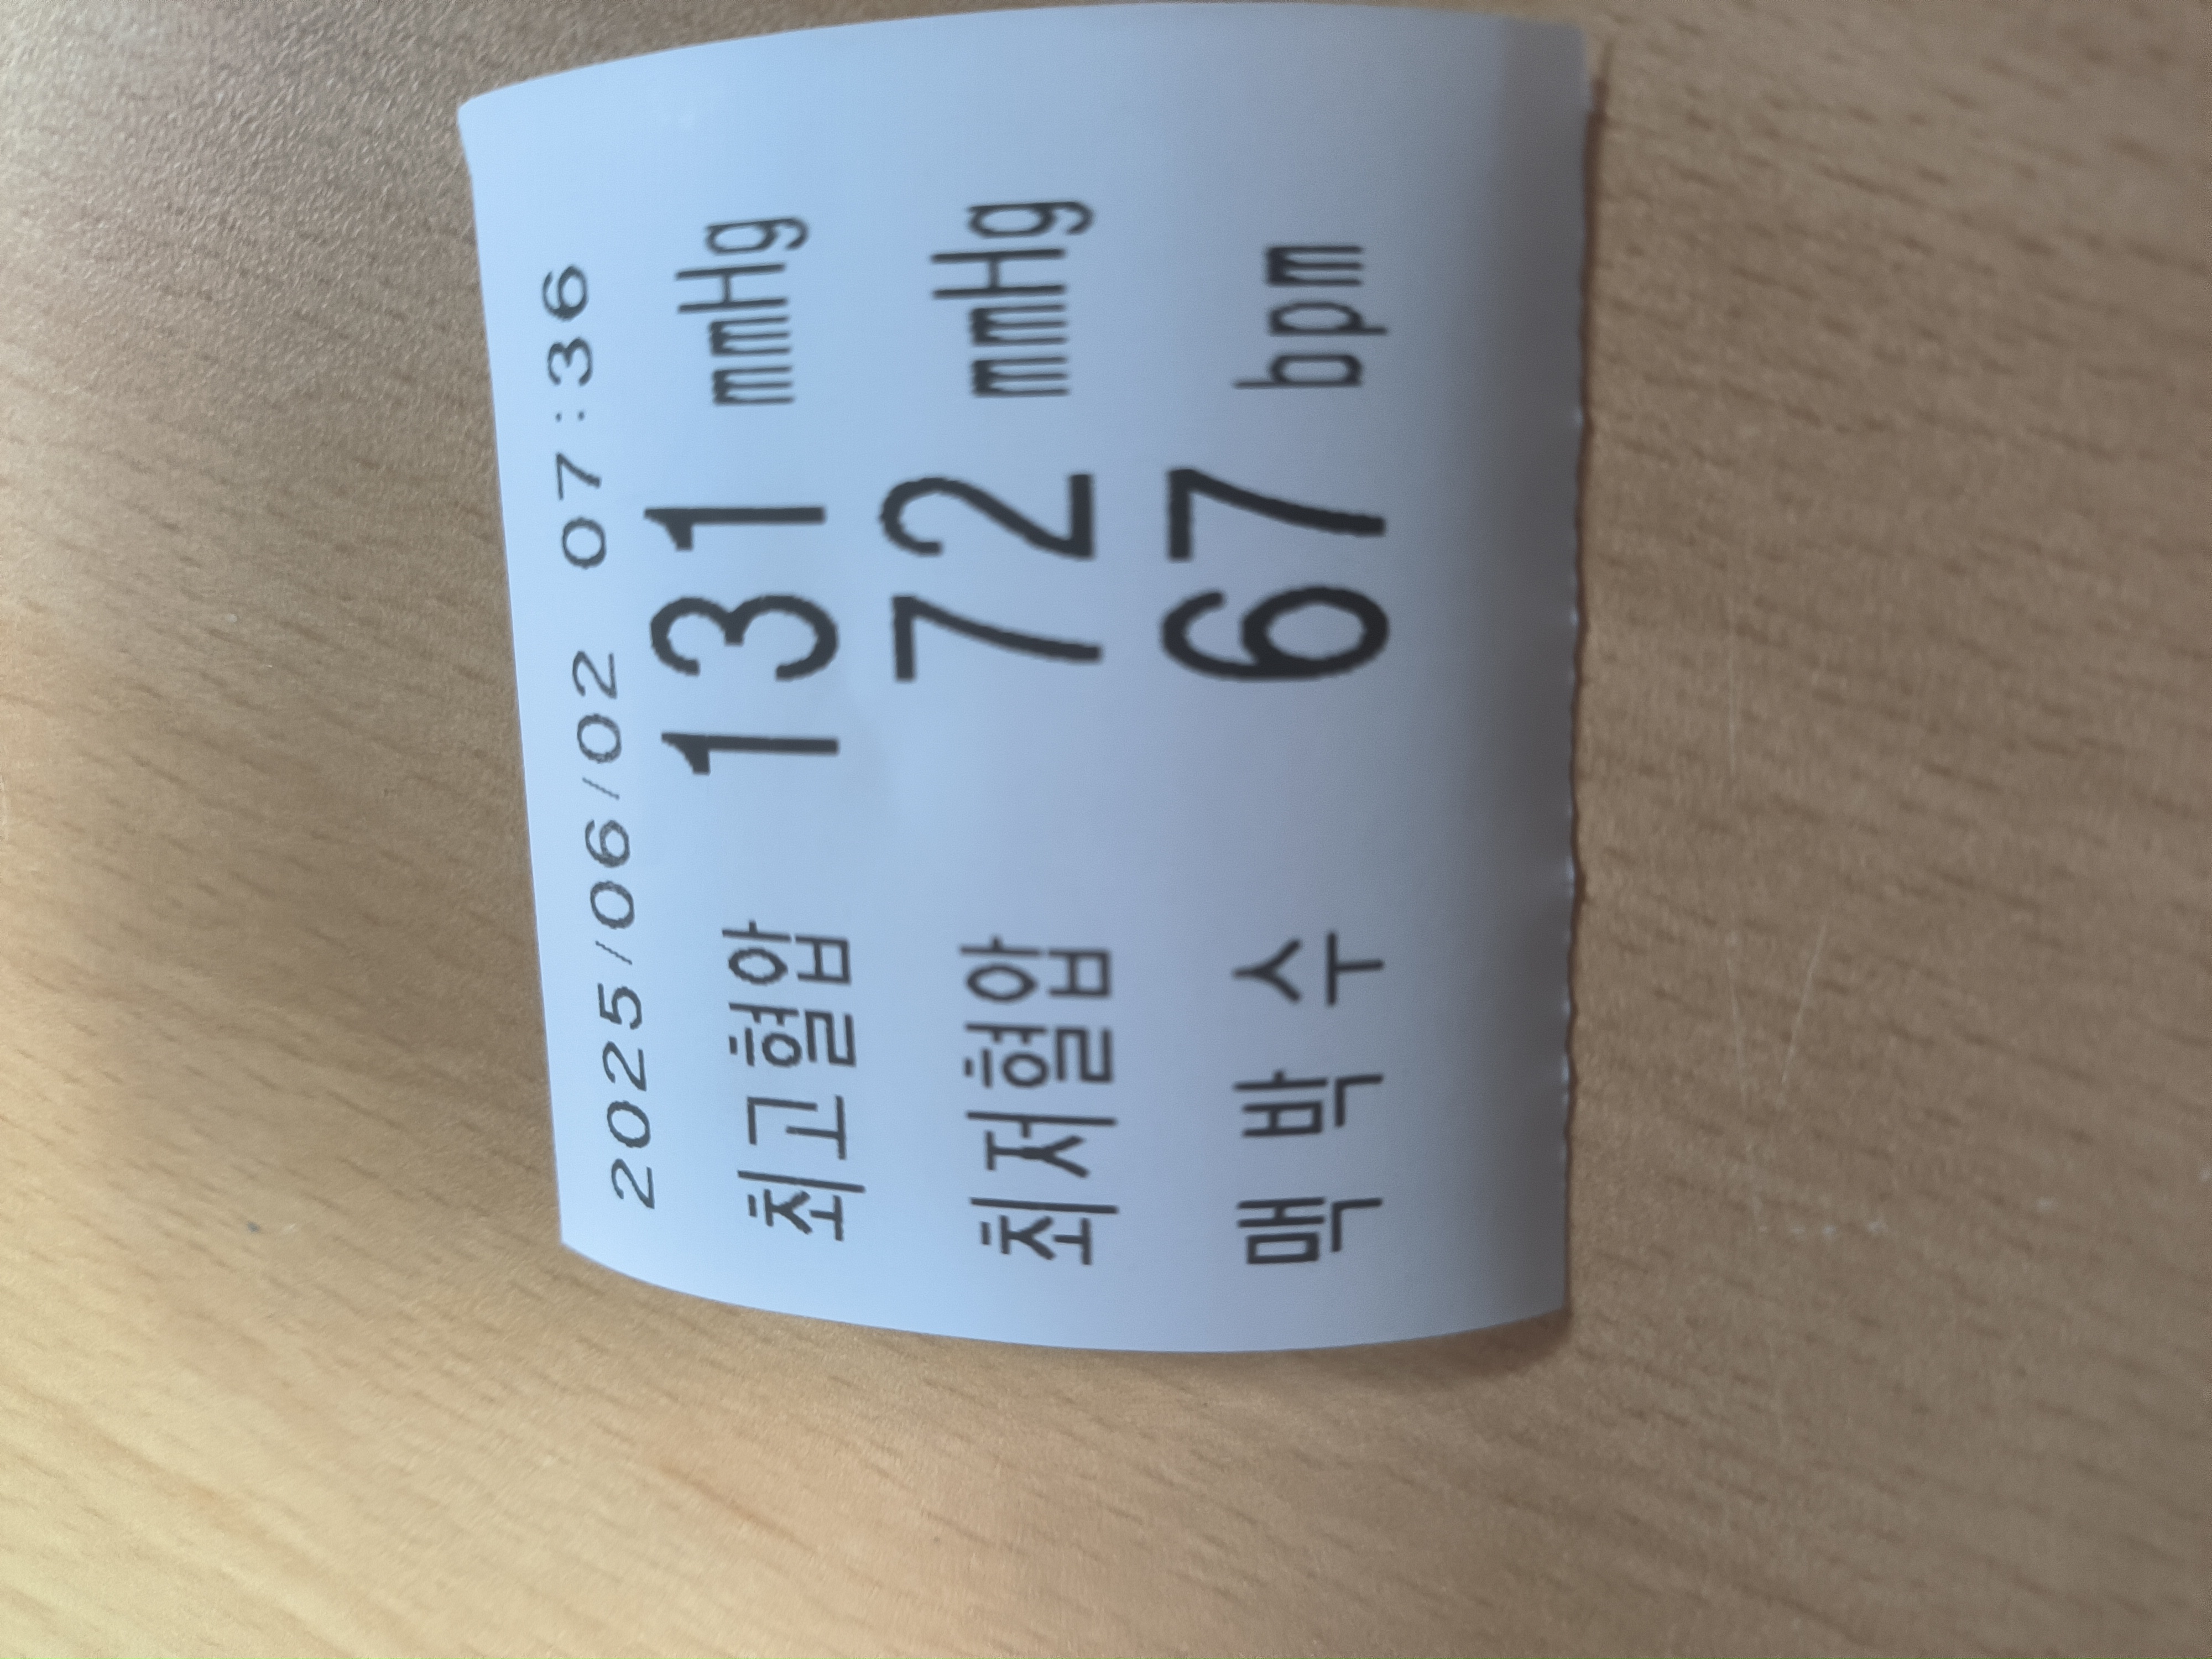 2025/06/02 07:36
최고혈압 131 mmHg
최저혈압 72 mmHg
맥 박 수 67 bpm